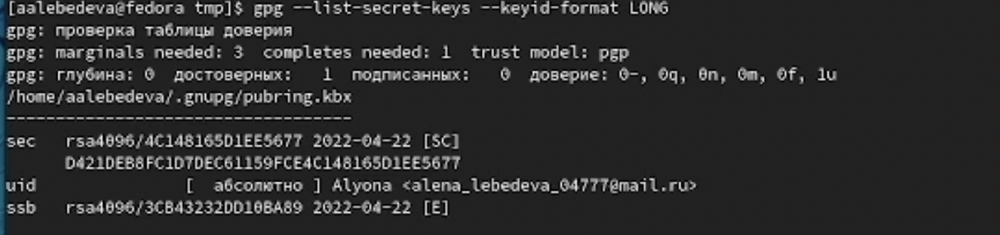 [aalebedeva@fedora tmp]$ gpg --list-secret-keys --keyid-format LONG
gpg: проверка таблицы доверия
gpg: marginals needed: 3  completes needed: 1  trust model: pgp
gpg: глубина: 0  достоверных:   1  подписанных:   0  доверие: 0-, 0q, 0n, 0m, 0f, 1u
/home/aalebedeva/.gnupg/pubring.kbx
-----------------------------------
sec   rsa4096/4C148165D1EE5677 2022-04-22 [SC]
      D421DEB8FC1D7DEC61159FCE4C148165D1EE5677
uid               [  абсолютно ] Alyona <alena_lebedeva_04777@mail.ru>
ssb   rsa4096/3CB43232DD10BA89 2022-04-22 [E]